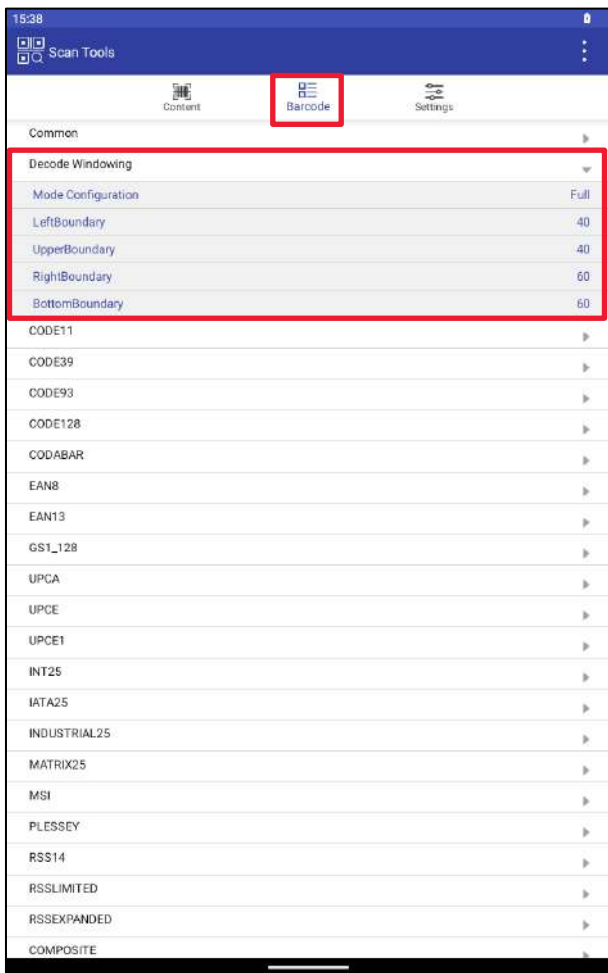 15:38
Scan Tools
Content Barcode Settings
Common
Decode Windowing
Mode Configuration Full
LeftBoundary 40
UpperBoundary 40
RightBoundary 60
BottomBoundary 60
CODE11
CODE39
CODE93
CODE128
CODABAR
EAN8
EAN13
GS1_128
UPCA
UPCE
UPCE1
INT25
IATA25
INDUSTRIAL25
MATRIX25
MSI
PLESSEY
RSS14
RSSLIMITED
RSSEXPANDED
COMPOSITE